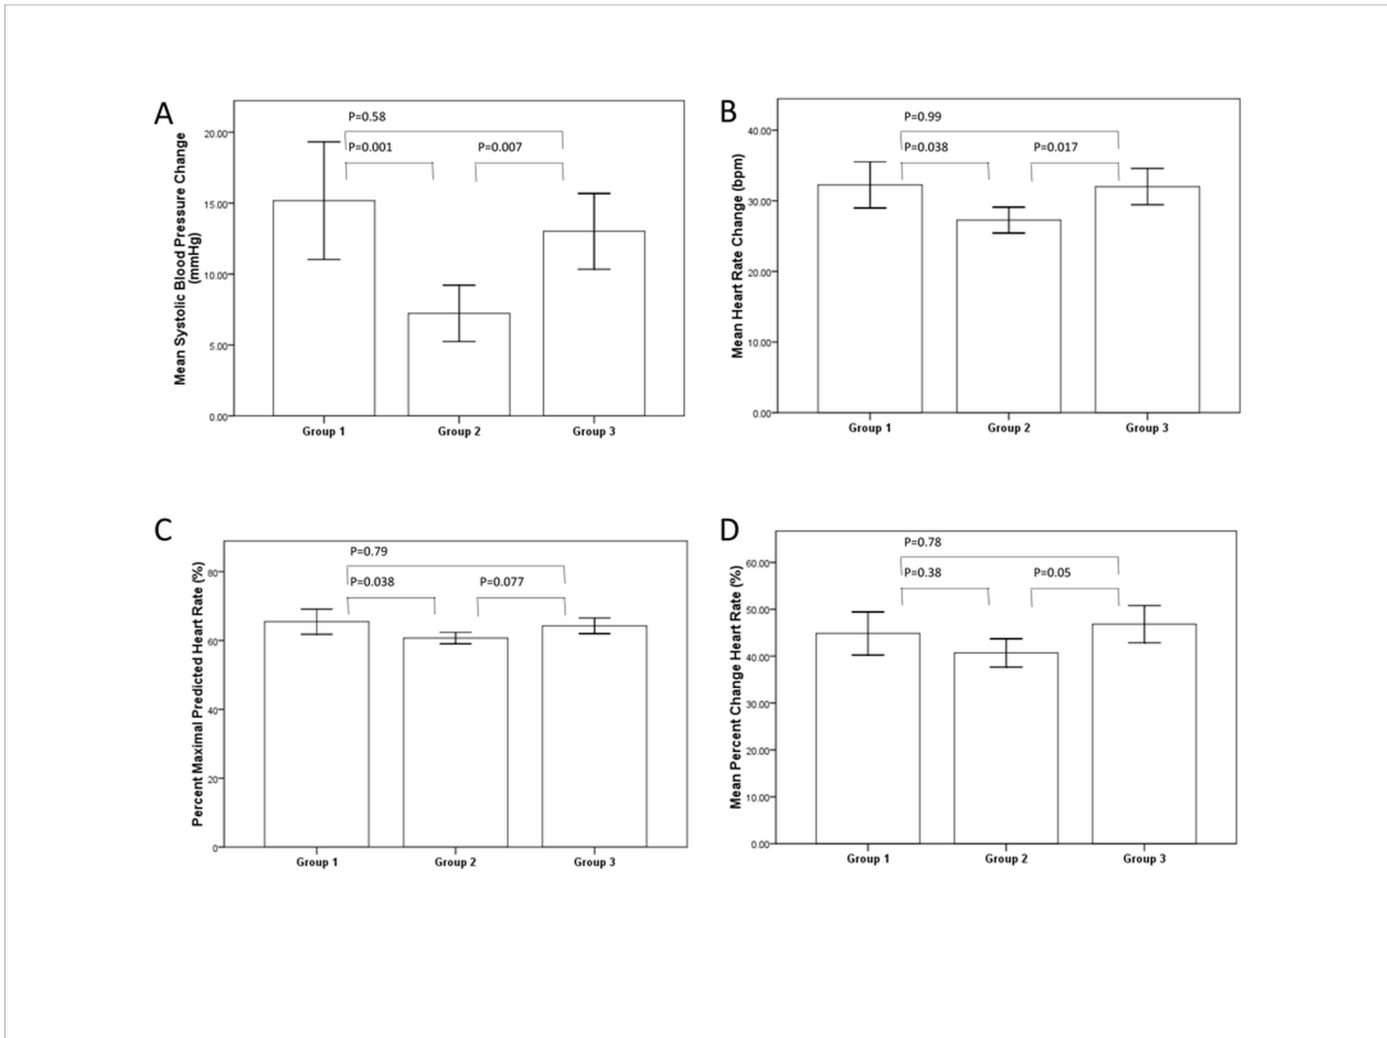 A
P=0.58
P=0.001 P=0.007
Mean Systolic Blood Pressure Change
(mmHg)
20.00
15.00
10.00
5.00
0.00
Group 1 Group 2 Group 3
B
P=0.99
P=0.038 P=0.017
Mean Heart Rate Change (bpm)
40.00
30.00
20.00
10.00
0.00
Group 1 Group 2 Group 3
C
P=0.79
P=0.038 P=0.077
Percent Maximal Predicted Heart Rate (%)
80
60
40
20
0
Group 1 Group 2 Group 3
D
P=0.78
P=0.38 P=0.05
Mean Percent Change Heart Rate (%)
60.00
50.00
40.00
30.00
20.00
10.00
0.00
Group 1 Group 2 Group 3